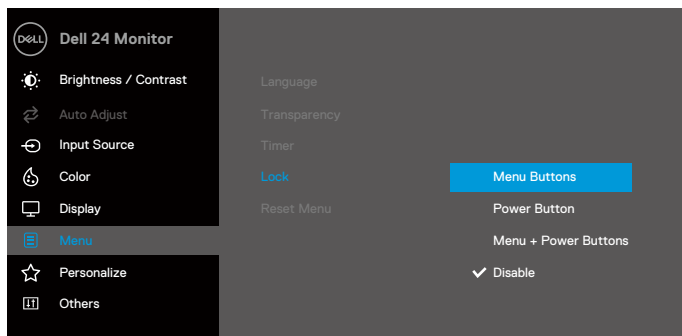 DELL Dell 24 Monitor
Brightness / Contrast
Auto Adjust
Input Source
Color
Display
Menu
Personalize
Others
Language
Transparency
Timer
Lock
Reset Menu
Menu Buttons
Power Button
Menu + Power Buttons
Disable